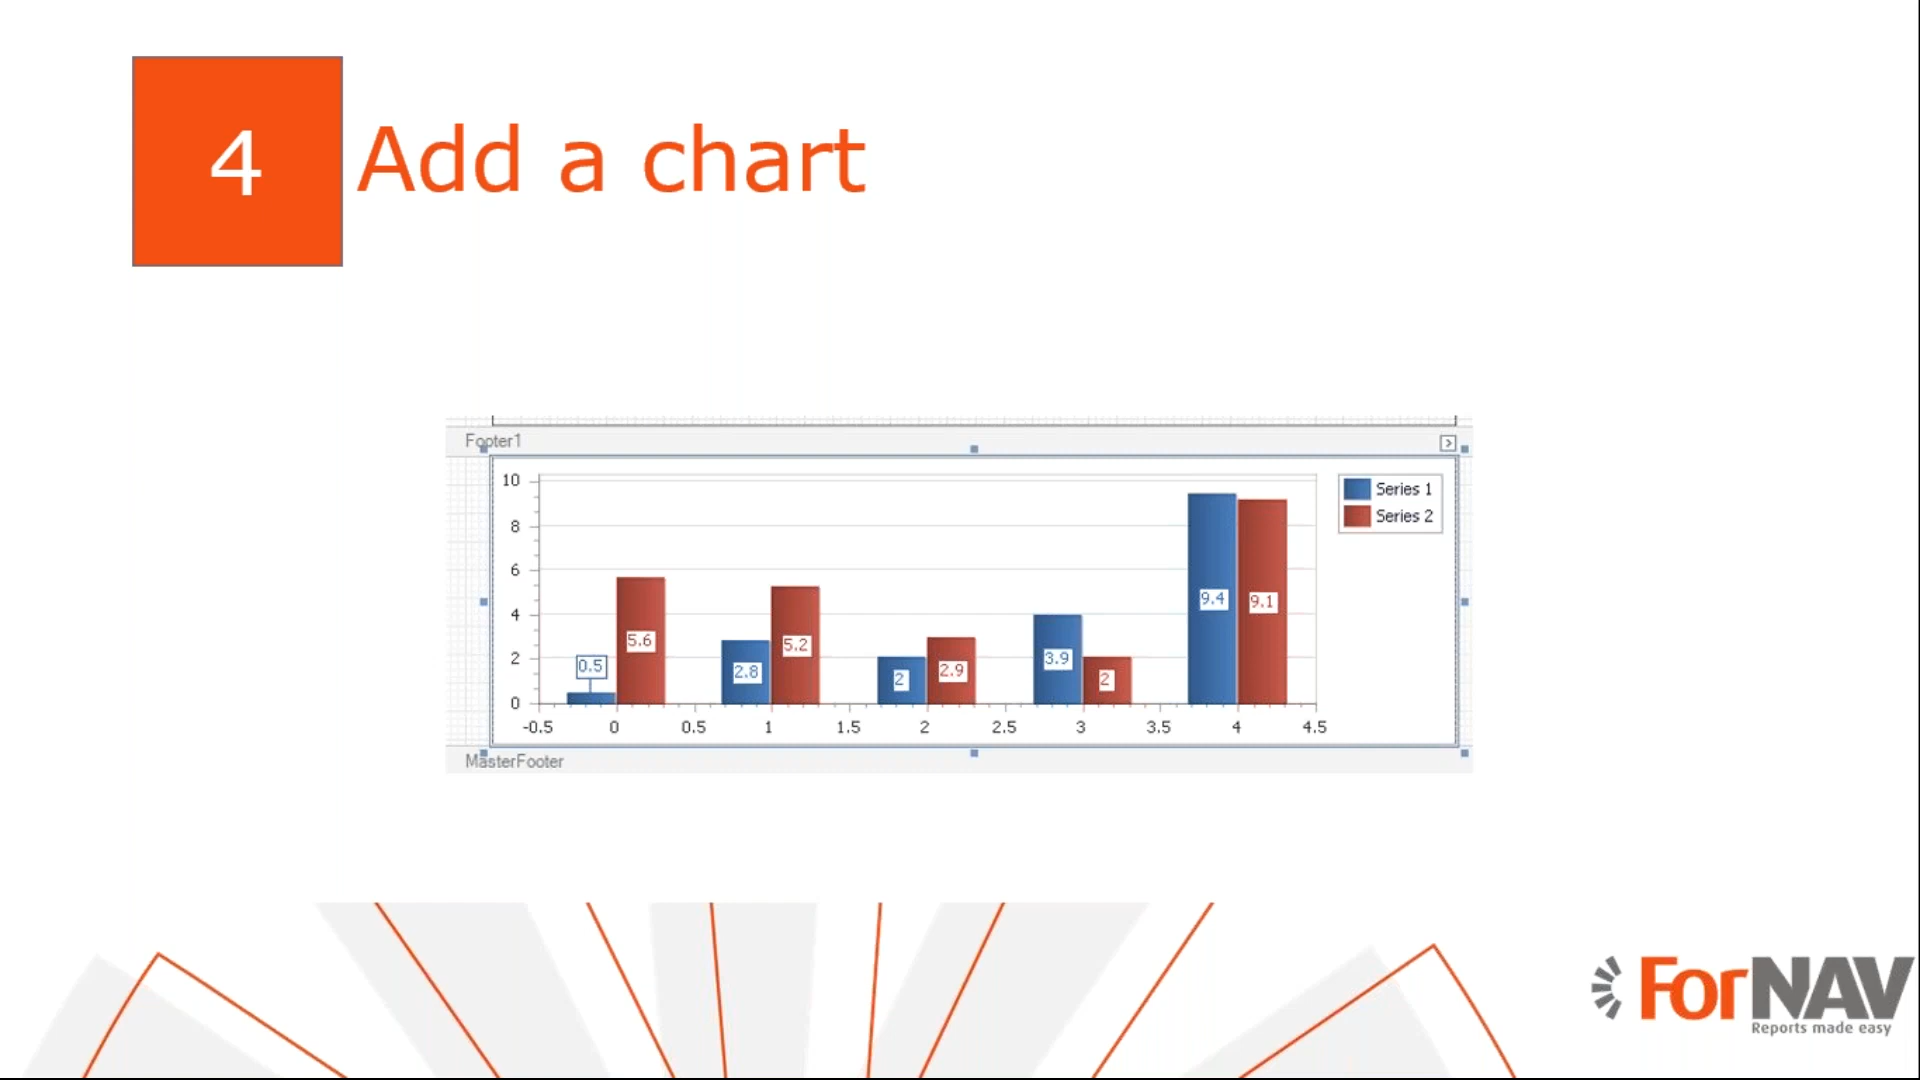 4
Add a chart
Footer1
10
8
6
4
2
0
0.5
5.6
2.8
5.2
2
2.9
3.9
2
9.4
9.1
-0.5 0 0.5 1 1.5 2 2.5 3 3.5 4 4.5
Series 1
Series 2
MasterFooter
ForNAV
Reports made easy